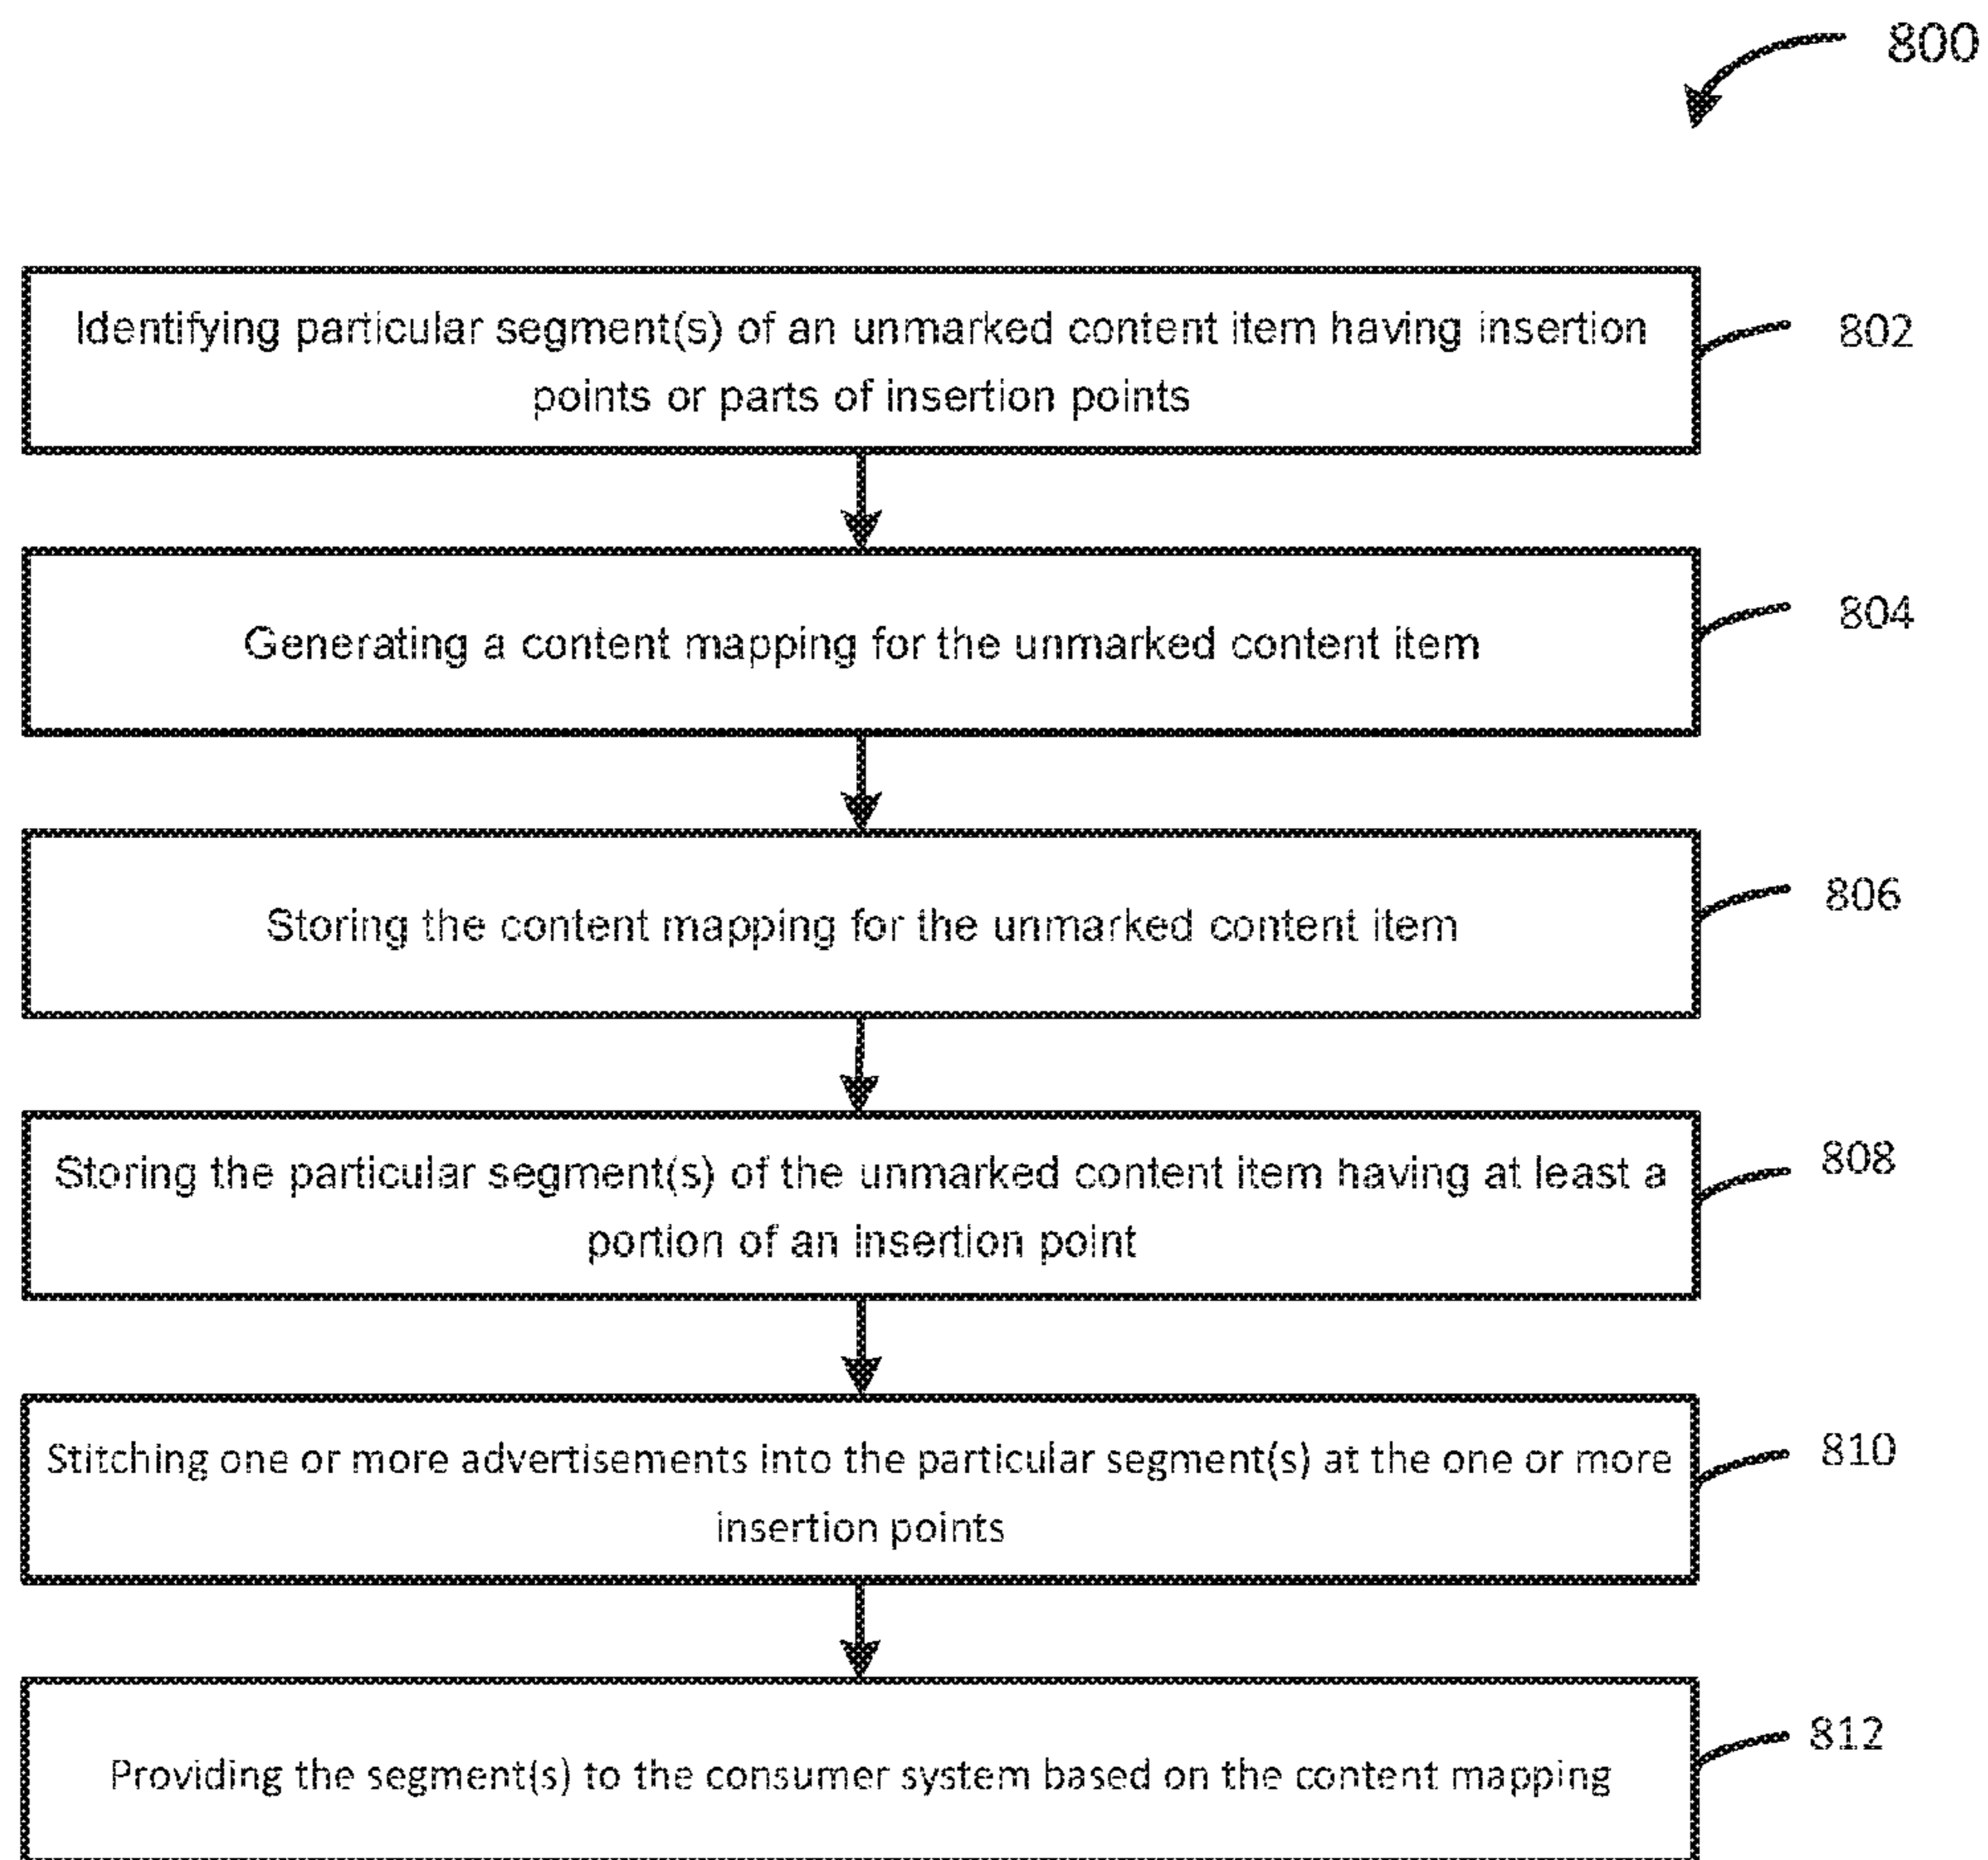 800
Identifying particular segment(s) of an unmarked content item having insertion
points or parts of insertion points
802
Generating a content mapping for the unmarked content item
804
Storing the content mapping for the unmarked content item
806
Storing the particular segment(s) of the unmarked content item having at least a
portion of an insertion point
808
Stitching one or more advertisements into the particular segment(s) at the one or more
insertion points
810
Providing the segment(s) to the consumer system based on the content mapping
812